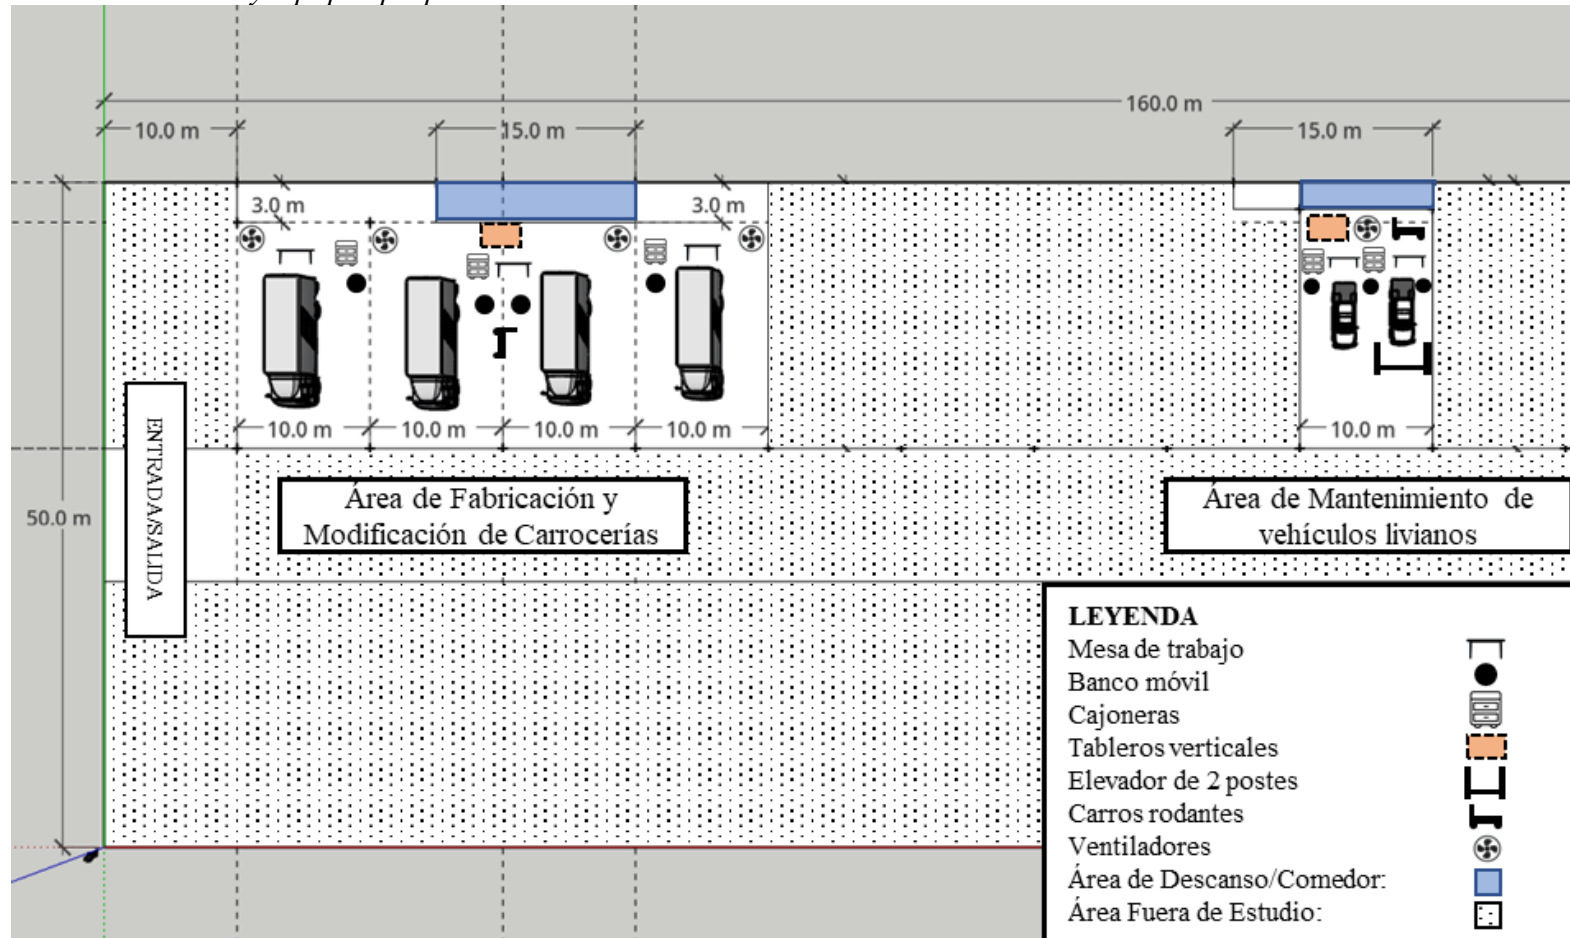 160.0 m
10.0 m
15.0 m
15.0 m
3.0 m
3.0 m
10.0 m
10.0 m
10.0 m
10.0 m
10.0 m
50.0 m
ENTRADA/SALIDA
Área de Fabricación y
Modificación de Carrocerías
Área de Mantenimiento de
vehículos livianos
LEYENDA
Mesa de trabajo
Banco móvil
Cajoneras
Tableros verticales
Elevador de 2 postes
Carros rodantes
Ventiladores
Área de Descanso/Comedor:
Área Fuera de Estudio: